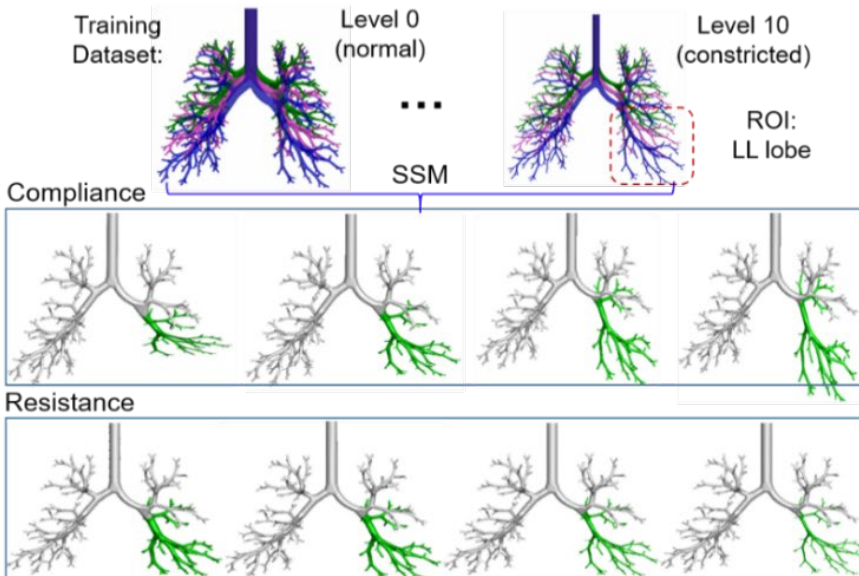 Training
Dataset:
Level 0
(normal)
...
Level 10
(constricted)
ROI:
LL lobe
SSM
Compliance
Resistance